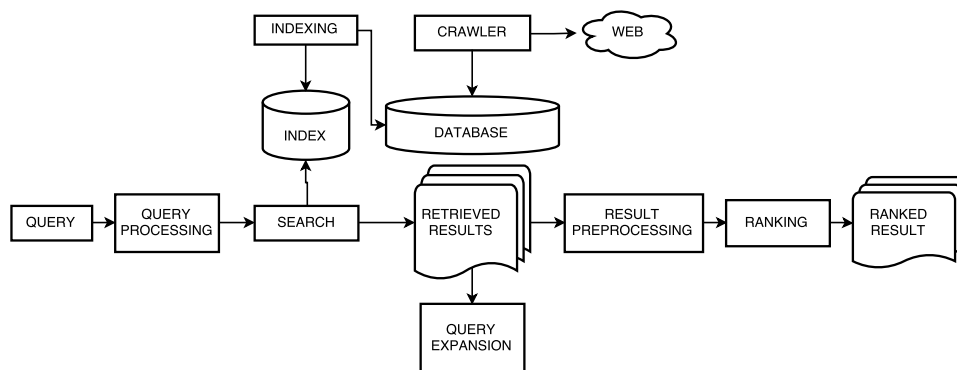 INDEXING
CRAWLER
WEB
INDEX
DATABASE
QUERY
QUERY
PROCESSING
SEARCH
RETRIEVED
RESULTS
RESULT
PREPROCESSING
RANKING
RANKED
RESULT
QUERY
EXPANSION